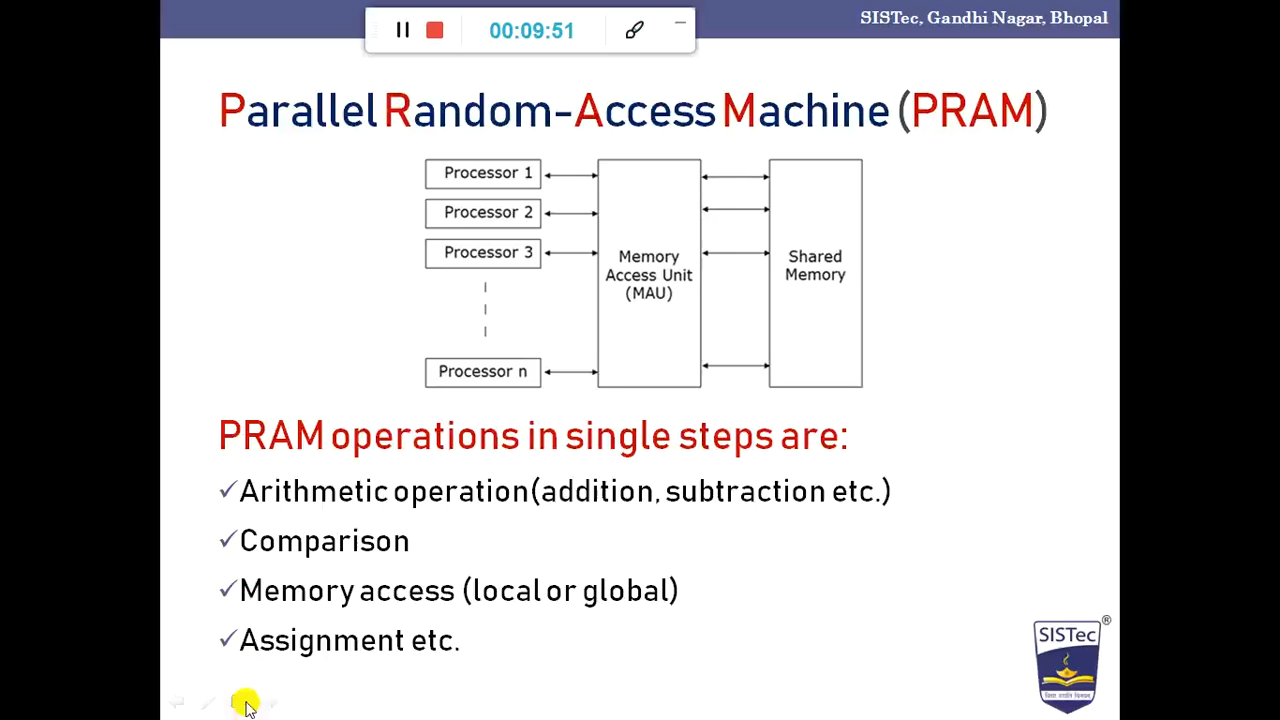 SISTec, Gandhi Nagar, Bhopal
00:09:51
Parallel Random-Access Machine (PRAM)
Processor 1
Processor 2
Processor 3
Processor n
Memory
Access Unit
(MAU)
Shared
Memory
PRAM operations in single steps are:
✓Arithmetic operation(addition, subtraction etc.)
✓Comparison
✓Memory access (local or global)
✓Assignment etc.
SISTec
®